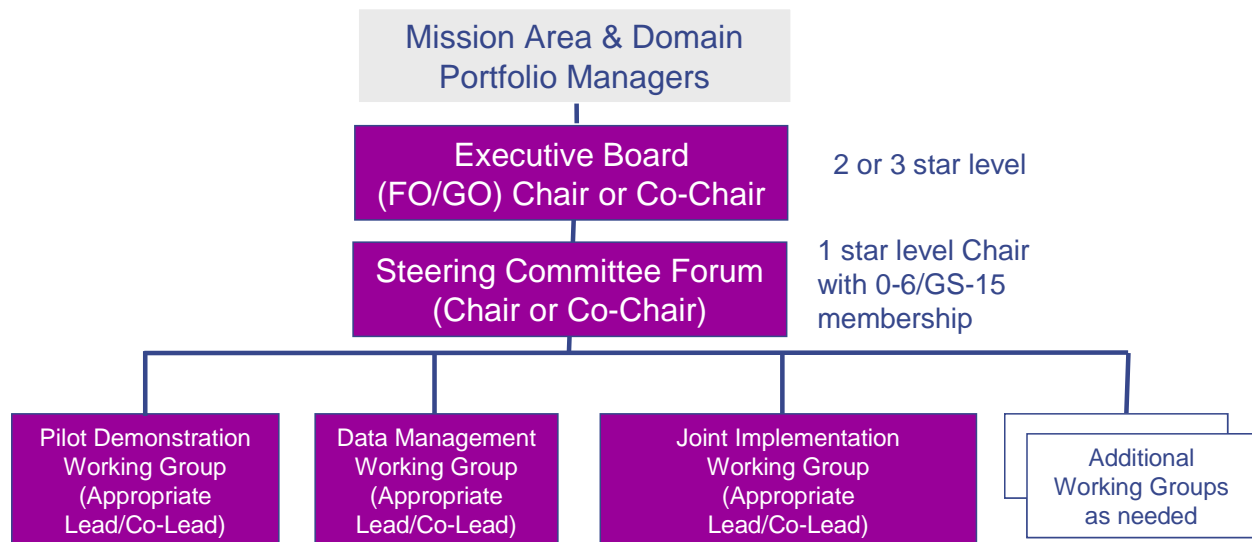 Mission Area & Domain
Portfolio Managers
Executive Board
(FO/GO) Chair or Co-Chair
2 or 3 star level
Steering Committee Forum
(Chair or Co-Chair)
1 star level Chair
with 0-6/GS-15
membership
Pilot Demonstration
Working Group
(Appropriate
Lead/Co-Lead)
Data Management
Working Group
(Appropriate
Lead/Co-Lead)
Joint Implementation
Working Group
(Appropriate
Lead/Co-Lead)
Additional
Working Groups
as needed